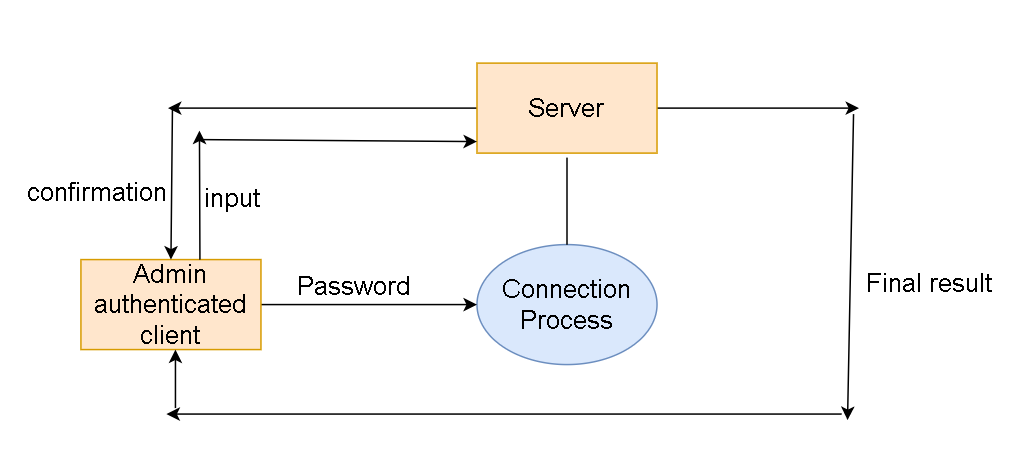 Server
confirmation
input
Admin
authenticated
client
Password
Connection
Process
Final result